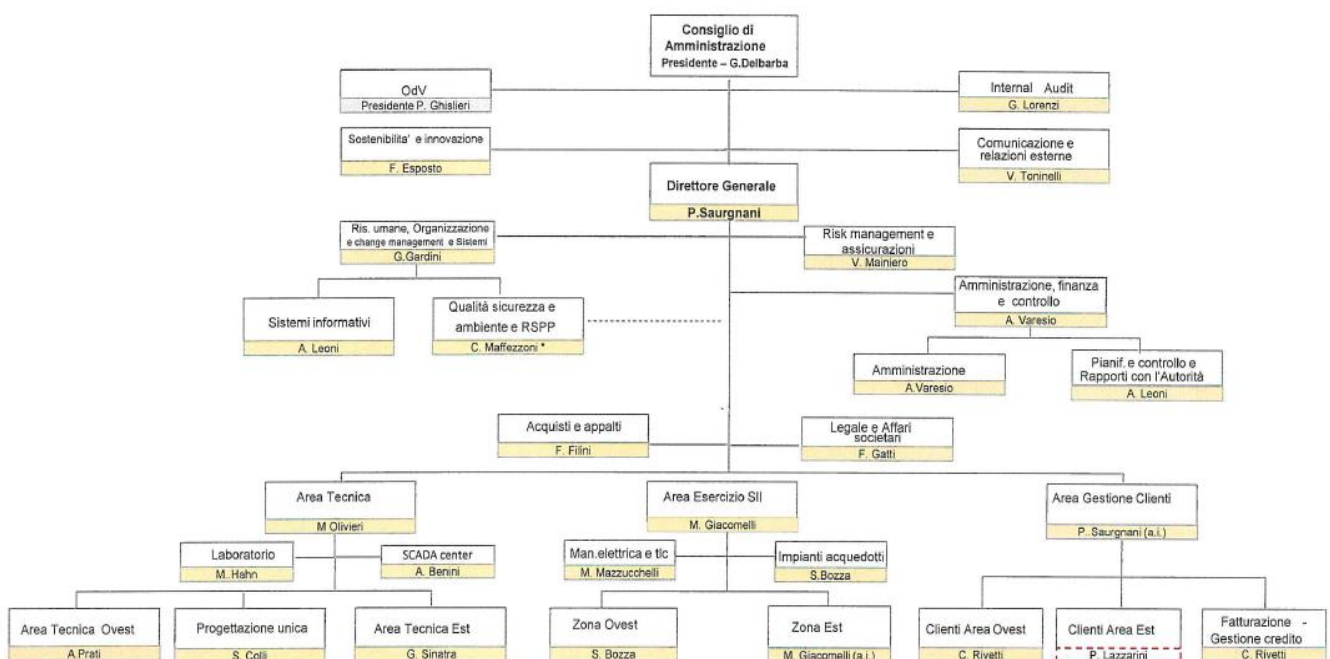 Consiglio di
Amministrazione
Presidente – G.Delbarba
OdV
Presidente P. Ghislieri
Internal Audit
G. Lorenzi
Sostenibilita' e innovazione
F. Esposto
Comunicazione e
relazioni esterne
V. Toninelli
Direttore Generale
P.Saurgnani
Ris. umane, Organizzazione
e change management e Sistemi
G.Gardini
Risk management e
assicurazioni
V. Mainiero
Sistemi informativi
A. Leoni
Qualità sicurezza e
ambiente e RSPP
C. Maffezzoni *
Amministrazione, finanza
e controllo
A. Varesio
Amministrazione
A.Varesio
Pianif. e controllo e
Rapporti con l'Autorità
A. Leoni
Acquisti e appalti
F. Filini
Legale e Affari
societari
F. Gatti
Area Tecnica
M Olivieri
Area Esercizio SII
M. Giacomelli
Area Gestione Clienti
P. Saurgnani (a.i.)
Laboratorio
M. Hahn
SCADA center
A. Benini
Man.elettrica e tlc
M. Mazzucchelli
Impianti acquedotti
S.Bozza
Area Tecnica Ovest
A.Prati
Progettazione unica
S. Colli
Area Tecnica Est
G. Sinatra
Zona Ovest
S. Bozza
Zona Est
M. Giacomelli (a.i.)
Clienti Area Ovest
C. Rivetti
Clienti Area Est
P. Lazzarini
Fatturazione -
Gestione credito
C. Rivetti